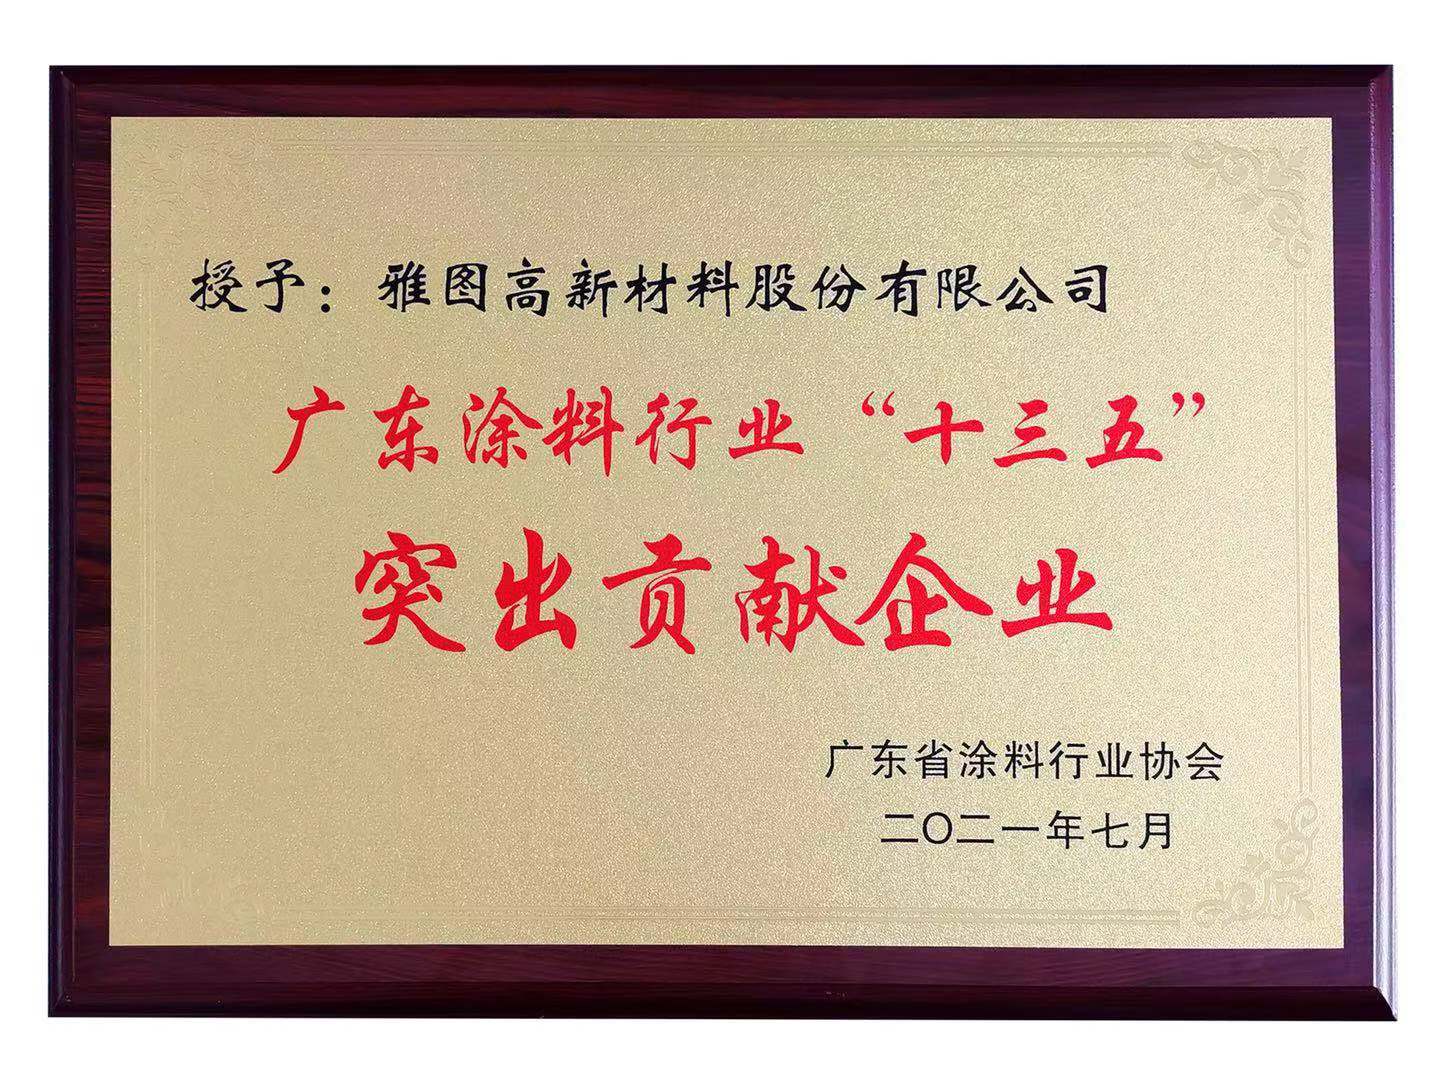 授予：雅图高新材料股份有限公司
广东涂料行业“十三五”
突出贡献企业
广东省涂料行业协会
二〇二一年七月